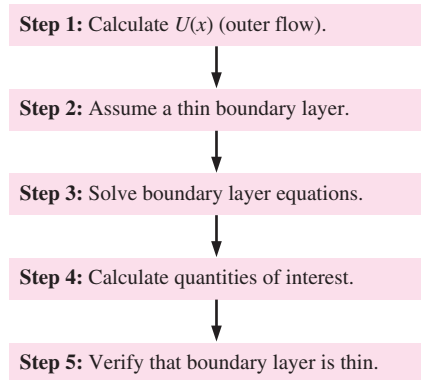 Step 1: Calculate U(x) (outer flow).
Step 2: Assume a thin boundary layer.
Step 3: Solve boundary layer equations.
Step 4: Calculate quantities of interest.
Step 5: Verify that boundary layer is thin.